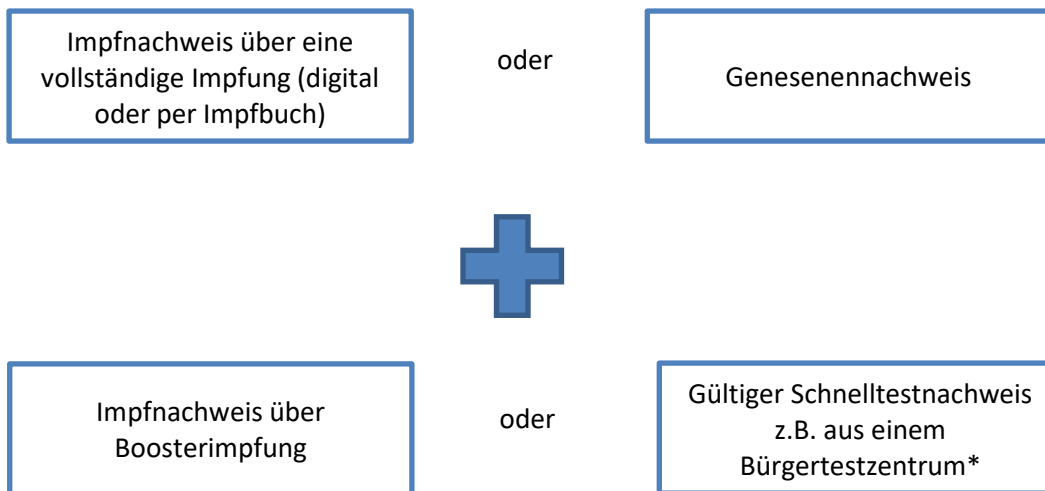 Impfnachweis über eine
vollständige Impfung (digital
oder per Impfbuch)
oder
Genesenennachweis
Impfnachweis über
Boosterimpfung
oder
Gültiger Schnelltestnachweis
z.B. aus einem
Bürgertestzentrum*